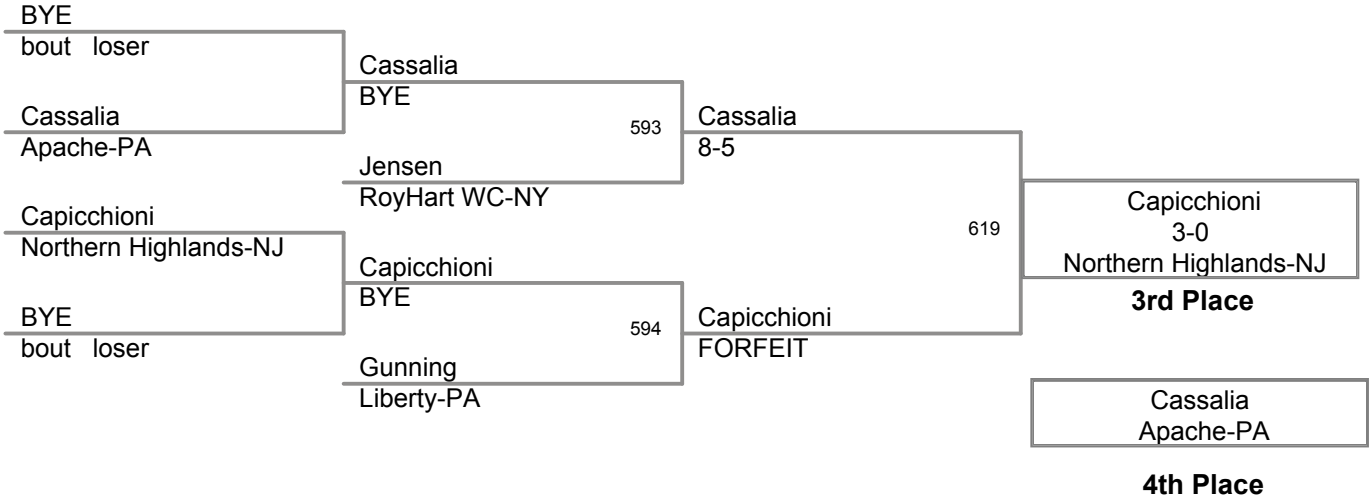 BYE
bout loser
Cassalia
Apache-PA
Capicchioni
Northern Highlands-NJ
BYE
bout loser
Cassalia
BYE
593
Jensen
RoyHart WC-NY
Capicchioni
BYE
594
Gunning
Liberty-PA
Cassalia
8-5
619
Capicchioni
FORFEIT
Capicchioni
3-0
Northern Highlands-NJ
3rd Place
Cassalia
Apache-PA
4th Place